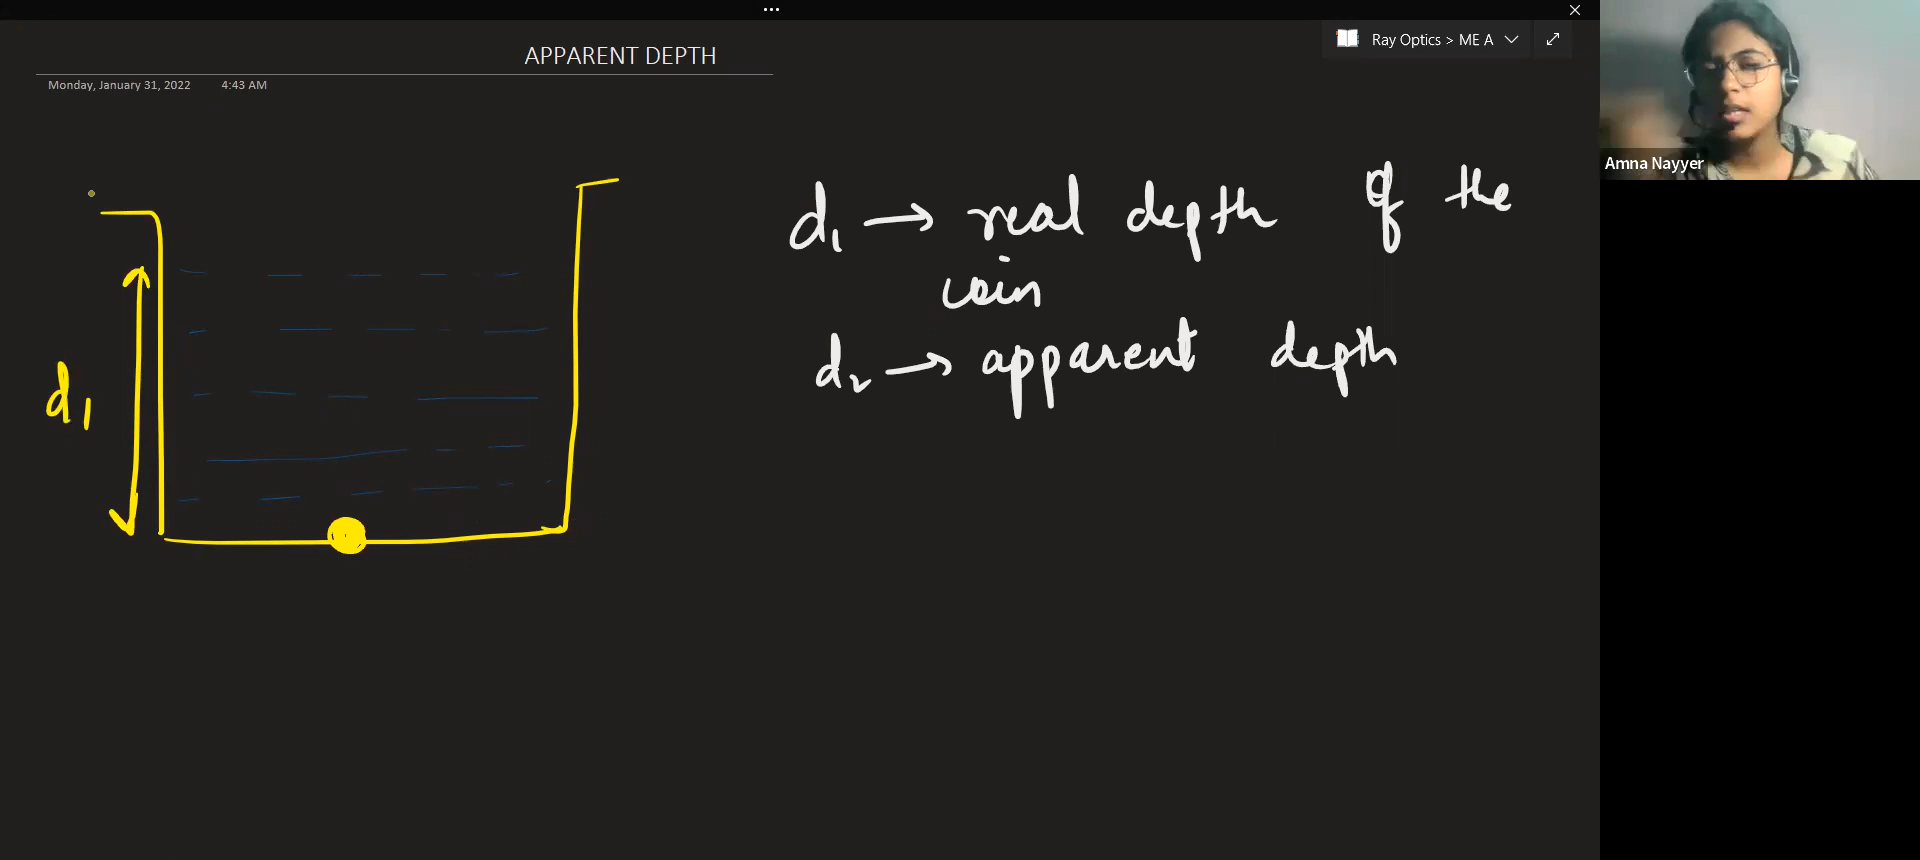 APPARENT DEPTH
Monday, January 31, 2022 4:43 AM
Ray Optics > ME A
Amna Nayyer
d1 → real depth of the
coin
d2 → apparent depth
d1